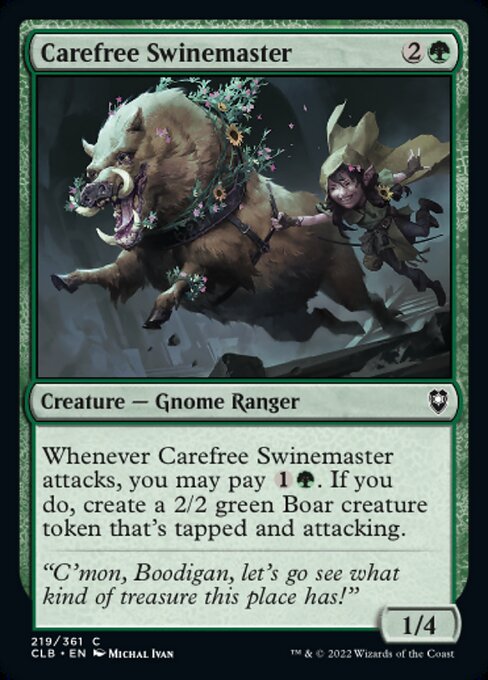 Carefree Swinemaster 2
Creature — Gnome Ranger
Whenever Carefree Swinemaster
attacks, you may pay 1. If you
do, create a 2/2 green Boar creature
token that's tapped and attacking.
“C'mon, Boodigan, let's go see what
kind of treasure this place has!”
1/4
219/361 C
CLB • EN Michal Ivan
™ & © 2022 Wizards of the Coast